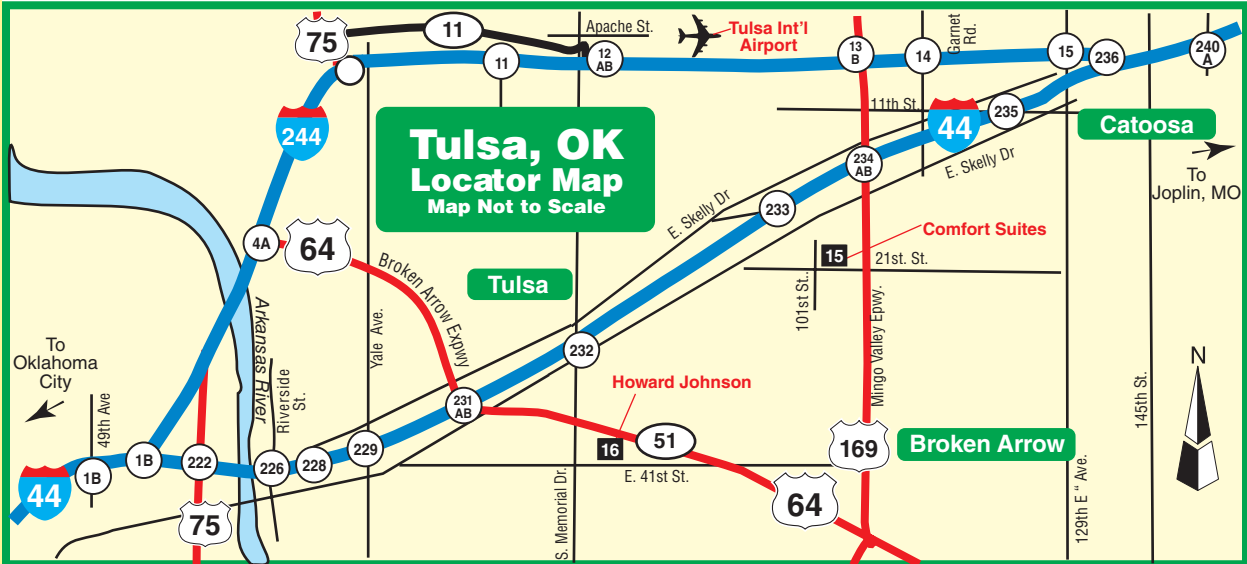 75
11
Apache St.
Tulsa Int'l
Airport
Garnet
Rd.
11
12
AB
13
B
14
15
236
240
A
244
Tulsa, OK
Locator Map
Map Not to Scale
11th St.
44
235
Catoosa
To
Joplin, MO
234
AB
E. Skelly Dr
E. Skelly Dr
233
4A
64
Broken Arrow Expwy
Comfort Suites
15
21st. St.
101st St..
Tulsa
Arkansas River
Yale Ave.
Mingo Valley Epwy.
To
Oklahoma
City
232
N
Riverside
St.
49th Ave
Howard Johnson
231
AB
145th St.
16
51
169
Broken Arrow
229
228
226
222
1B
1B
44
E. 41st St.
64
75
S. Memorial Dr.
129th E " Ave.